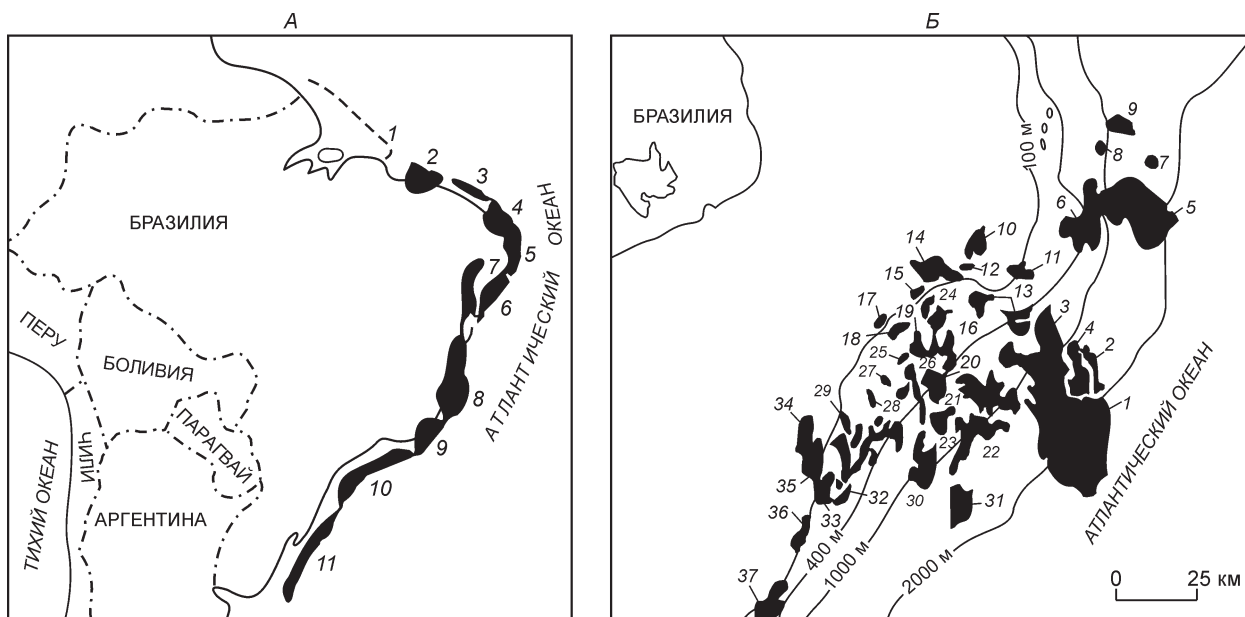 А
1
2
3
4
5
6
7
8
9
10
11
БРАЗИЛИЯ
ПЕРУ
БОЛИВИЯ
ПАРАГВАЙ
ЧИЛИ
АРГЕНТИНА
ТИХИЙ ОКЕАН
АТЛАНТИЧЕСКИЙ ОКЕАН
Б
БРАЗИЛИЯ
100 м
9
8
7
6
5
10
14
12
11
15
24
13
3
17
19
16
4
2
18
25
26
20
27
21
1
29
28
34
23
22
35
33
32
30
31
36
37
400 м
1000 м
2000 м
АТЛАНТИЧЕСКИЙ ОКЕАН
0
25 км